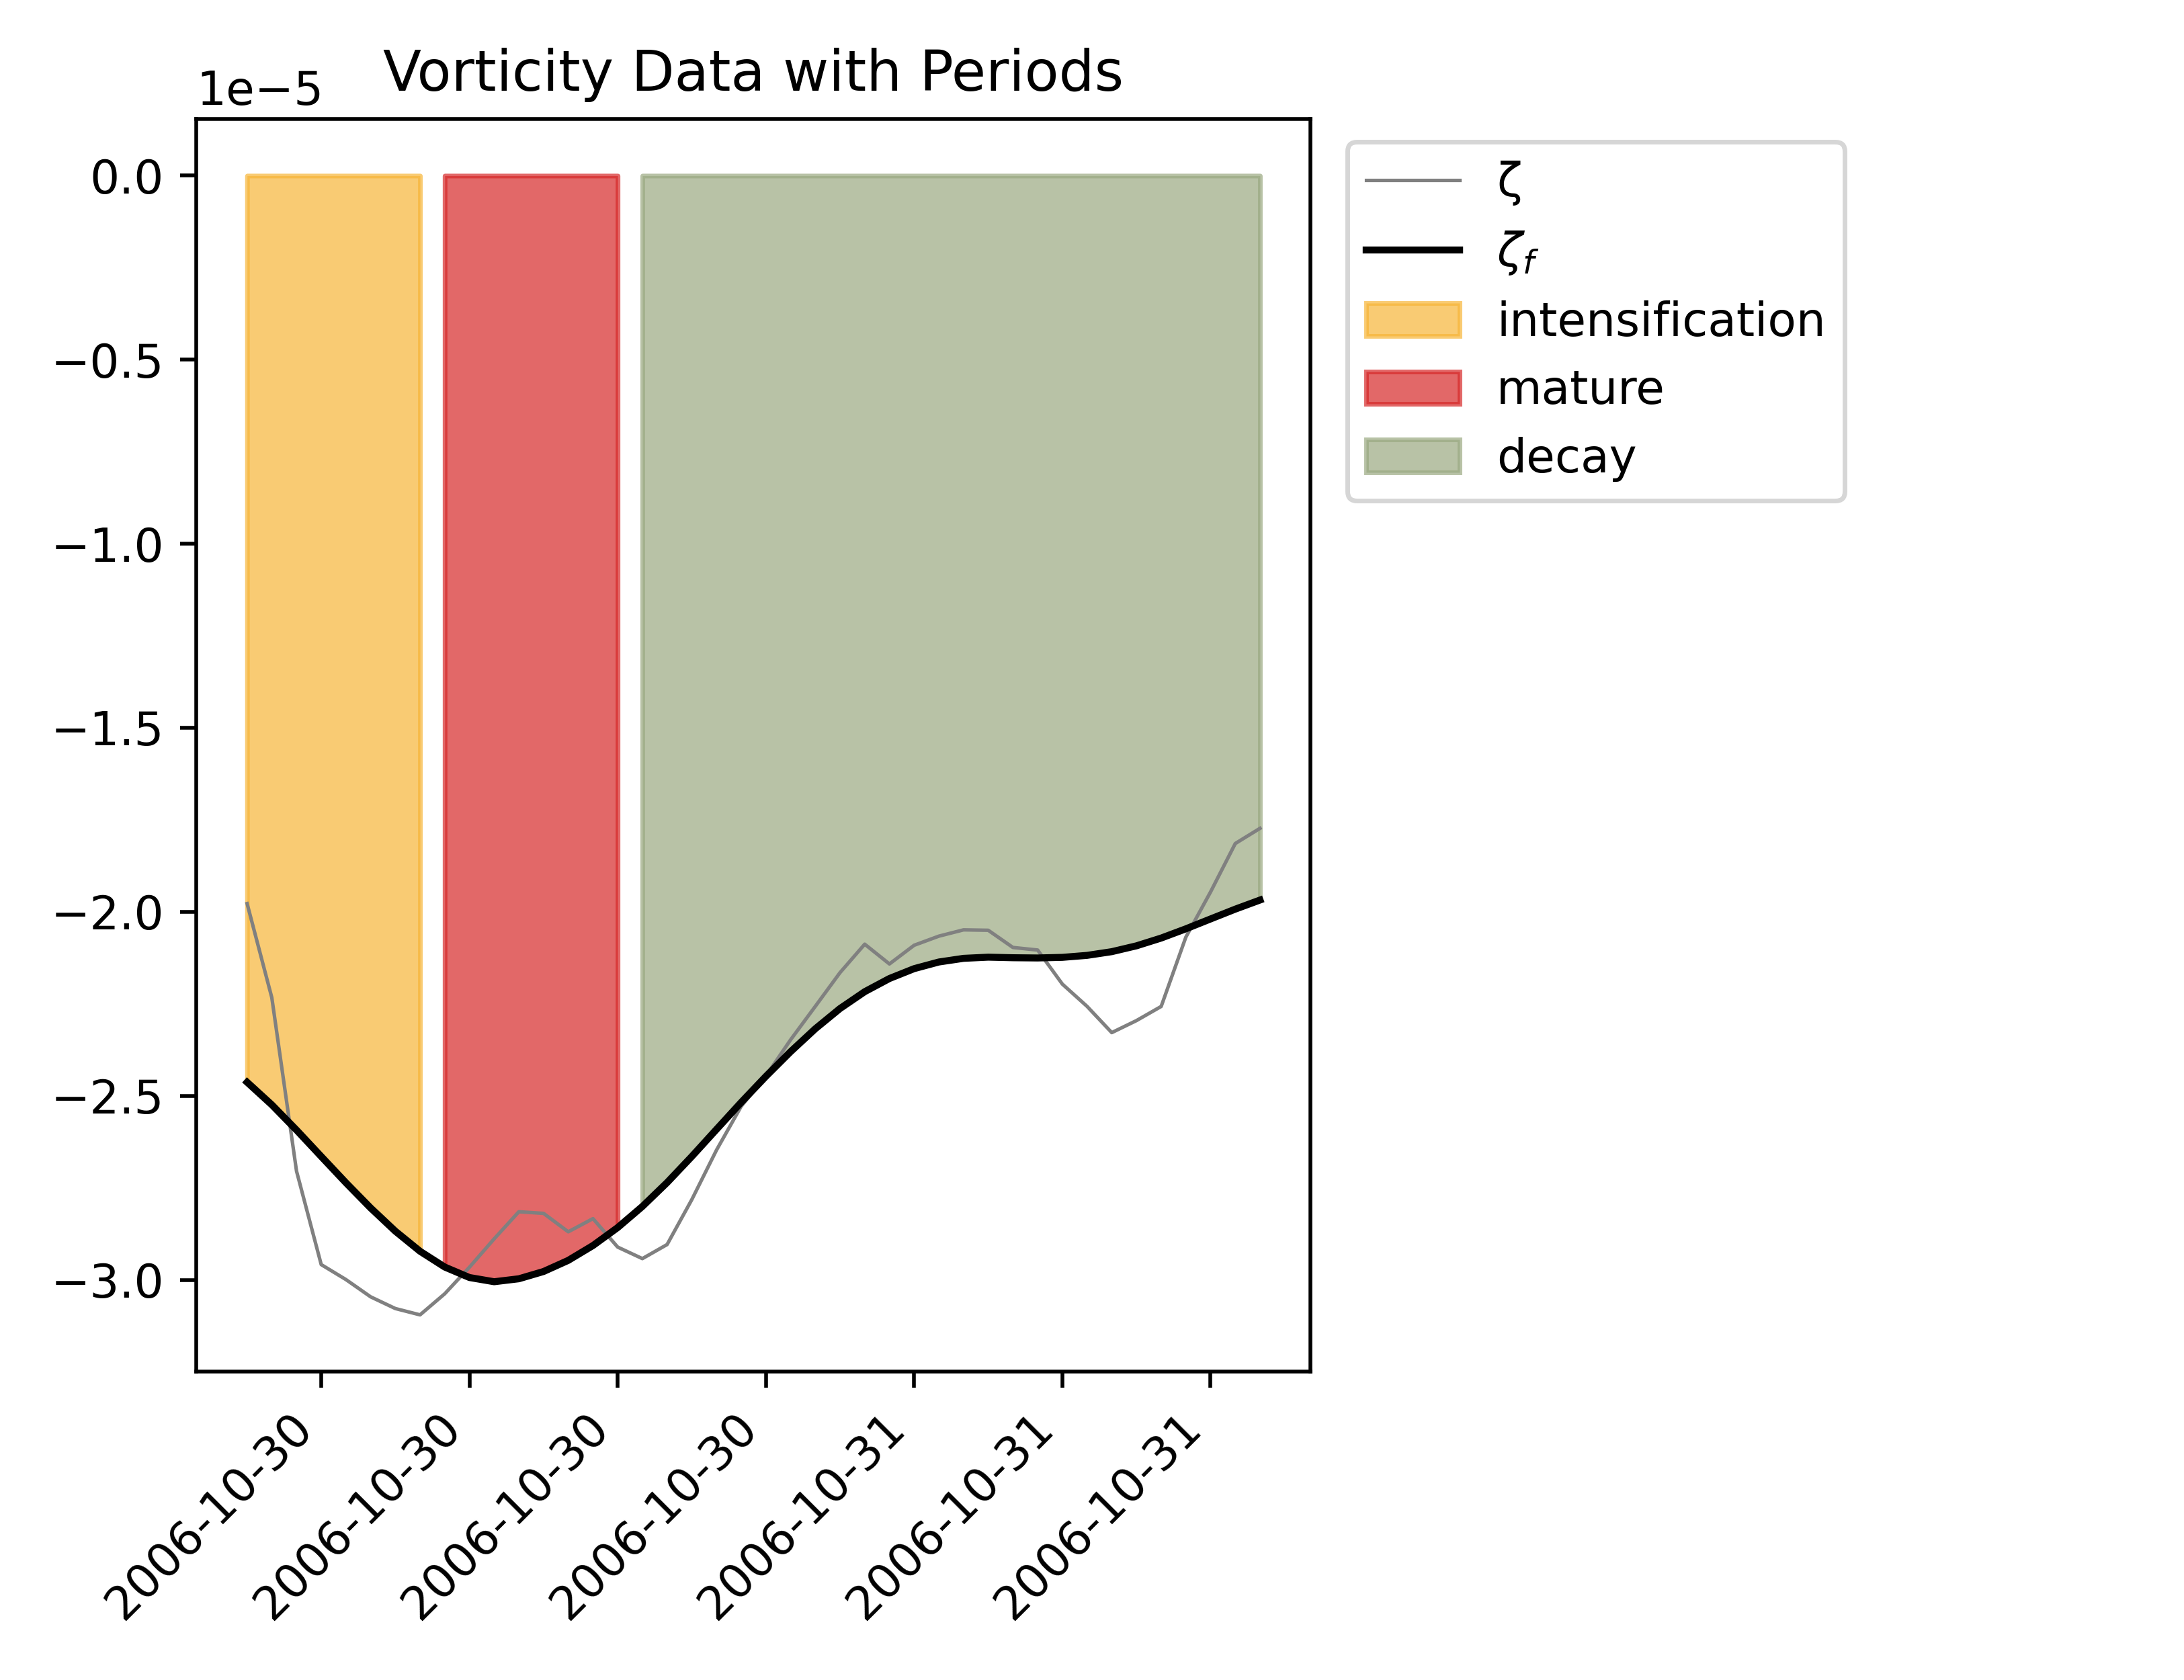 Vorticity Data with Periods
1e−5
0.0
−0.5
−1.0
−1.5
−2.0
−2.5
−3.0
2006-10-30
2006-10-30
2006-10-30
2006-10-30
2006-10-31
2006-10-31
2006-10-31
ζ
ζf
intensification
mature
decay